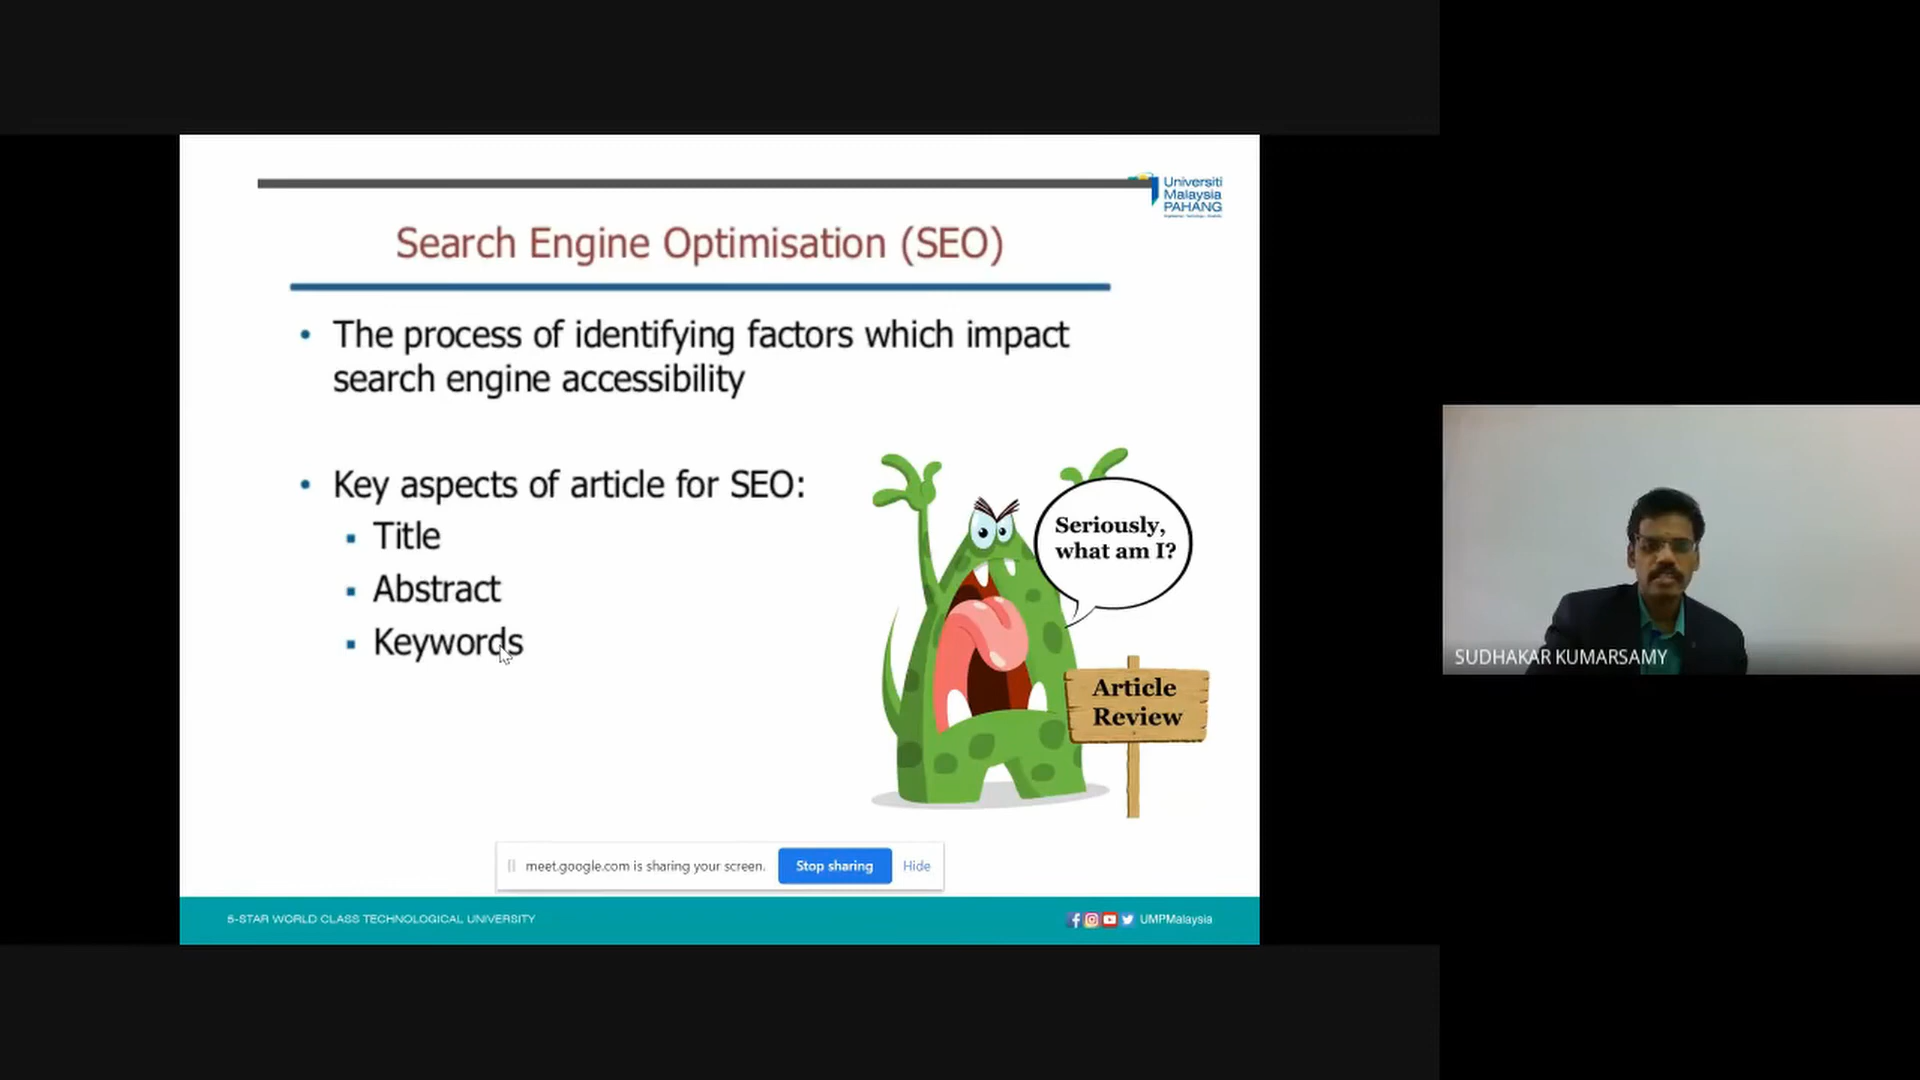 Universiti
Malaysia
PAHANG
Search Engine Optimisation (SEO)
• The process of identifying factors which impact
search engine accessibility
• Key aspects of article for SEO:
▪ Title
▪ Abstract
▪ Keywords
Seriously,
what am I?
Article
Review
SUDHAKAR KUMARSAMY
meet.google.com is sharing your screen.
Stop sharing
Hide
5-STAR WORLD CLASS TECHNOLOGICAL UNIVERSITY
UMPMalaysia